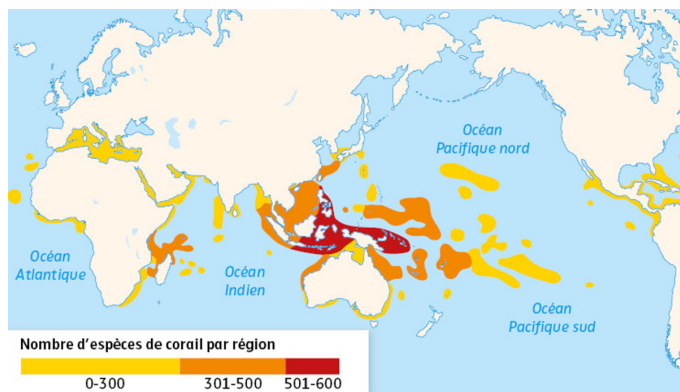 Océan
Pacifique nord
Océan
Atlantique
Océan
Indien
Océan
Pacifique sud
Nombre d'espèces de corail par région
0-300
301-500
501-600